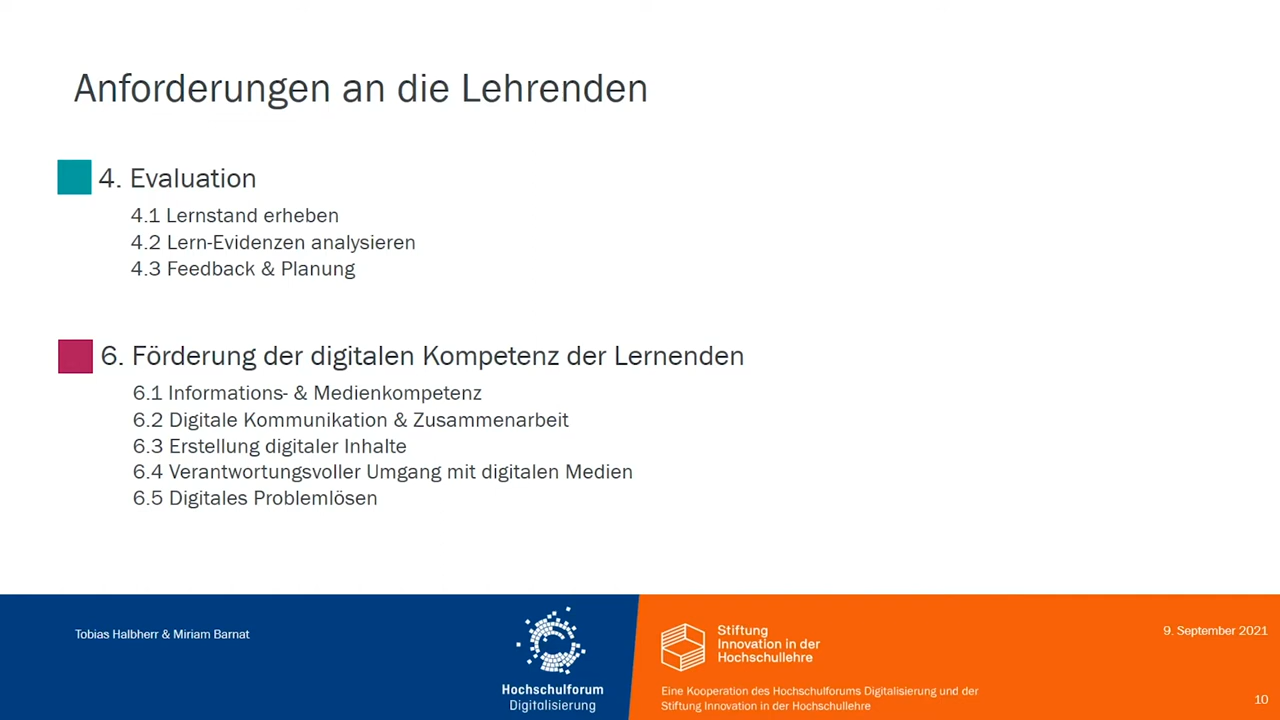 Anforderungen an die Lehrenden
4. Evaluation
4.1 Lernstand erheben
4.2 Lern-Evidenzen analysieren
4.3 Feedback & Planung
6. Förderung der digitalen Kompetenz der Lernenden
6.1 Informations- & Medienkompetenz
6.2 Digitale Kommunikation & Zusammenarbeit
6.3 Erstellung digitaler Inhalte
6.4 Verantwortungsvoller Umgang mit digitalen Medien
6.5 Digitales Problemlösen
Tobias Halbherr & Miriam Barnat
Hochschulforum
Digitalisierung
Stiftung
Innovation in der
Hochschullehre
Eine Kooperation des Hochschulforums Digitalisierung und der
Stiftung Innovation in der Hochschullehre
9. September 2021
10